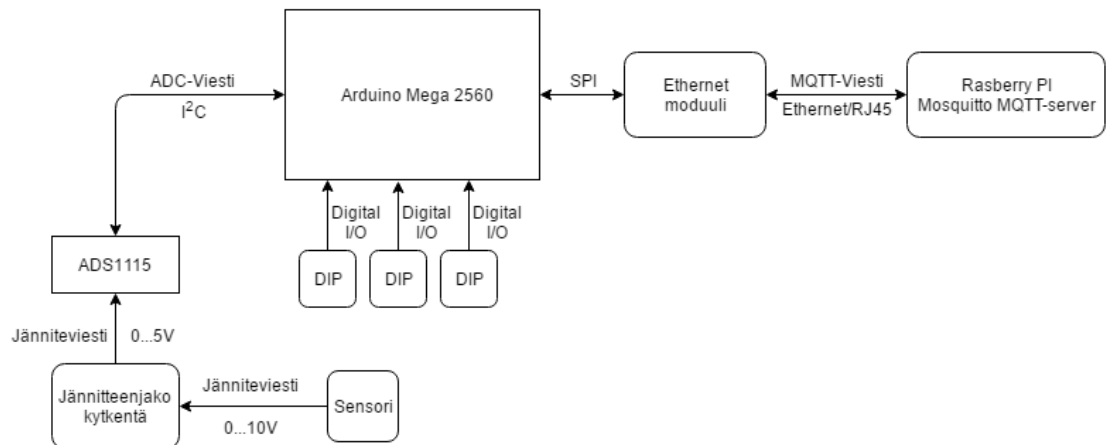 ADC-Viesti
I²C
Arduino Mega 2560
SPI
Ethernet
moduuli
MQTT-Viesti
Ethernet/RJ45
Rasberry PI
Mosquitto MQTT-server
Digital
I/O
Digital
I/O
Digital
I/O
DIP
DIP
DIP
ADS1115
Jänniteviesti 0...5V
Jännitteenjako
kytkentä
Jänniteviesti
0...10V
Sensori